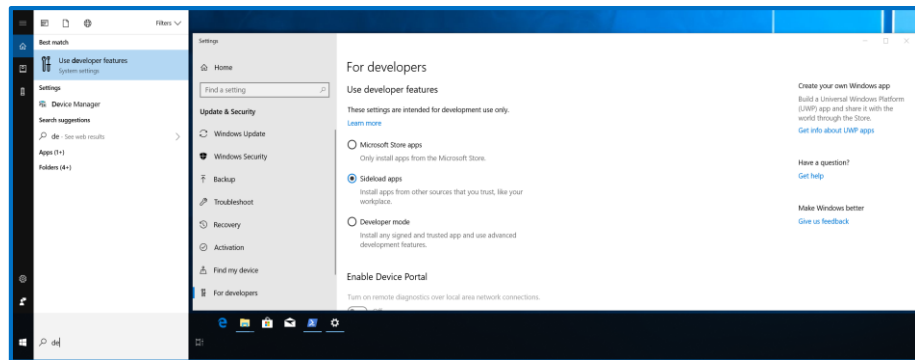 Filters
Best match
Use developer features
System settings
Settings
Device Manager
Search suggestions
de - See web results
Apps (1+)
Folders (4+)
de
Settings
Home
Find a setting
Update & Security
Windows Update
Windows Security
Backup
Troubleshoot
Recovery
Activation
Find my device
For developers
For developers
Use developer features
These settings are intended for development use only.
Learn more
Microsoft Store apps
Only install apps from the Microsoft Store.
Sideload apps
Install apps from other sources that you trust, like your
workplace.
Developer mode
Install any signed and trusted app and use advanced
development features.
Enable Device Portal
Turn on remote diagnostics over local area network connections.
Create your own Windows app
Build a Universal Windows Platform
(UWP) app and share it with the
world through the Store.
Get info about UWP apps
Have a question?
Get help
Make Windows better
Give us feedback